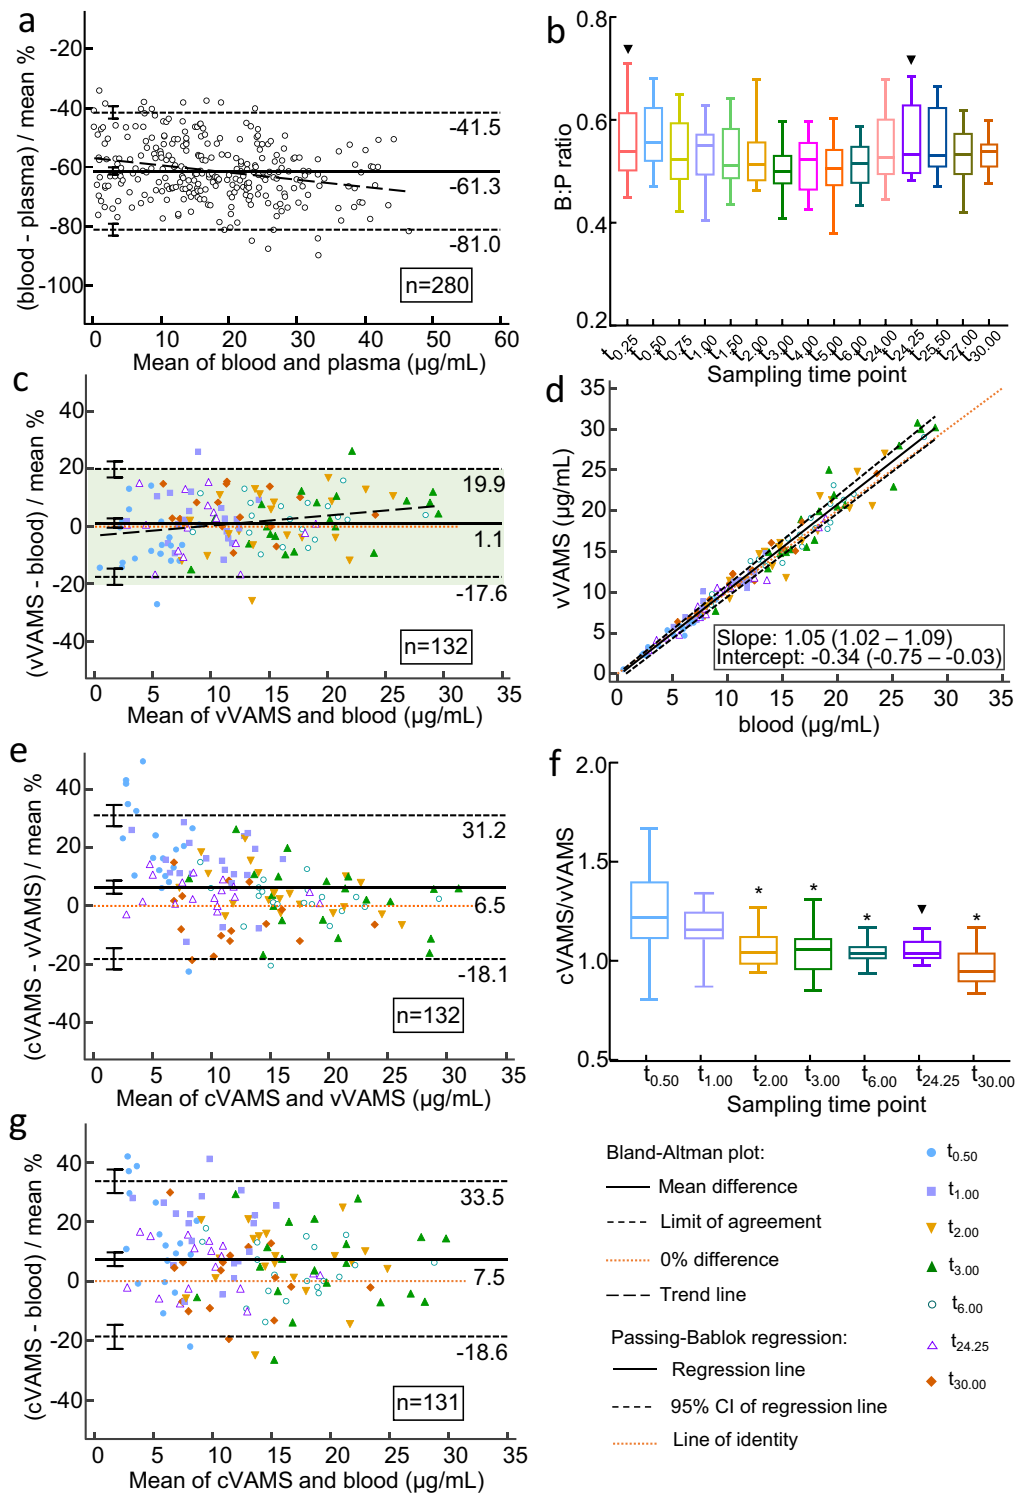 a
(blood - plasma) / mean %
-20
-40
-60
-80
-100
-41.5
-61.3
-81.0
n=280
0 10 20 30 40 50 60
Mean of blood and plasma (µg/mL)
b
B:P ratio
0.8
0.6
0.4
0.2
▼ ▼
t0.25 t0.50 t0.75 t1.00 t1.50 t2.00 t3.00 t4.00 t5.00 t6.00 t24.00 t24.25 t25.50 t27.00 t30.00
Sampling time point
c
(vVAMS - blood) / mean %
40
20
0
-20
-40
19.9
1.1
-17.6
n=132
0 5 10 15 20 25 30 35
Mean of vVAMS and blood (µg/mL)
d
vVAMS (µg/mL)
35
30
25
20
15
10
5
0
Slope: 1.05 (1.02 – 1.09)
Intercept: -0.34 (-0.75 – -0.03)
0 5 10 15 20 25 30 35
blood (µg/mL)
e
(cVAMS - vVAMS) / mean %
40
20
0
-20
-40
31.2
6.5
-18.1
n=132
0 5 10 15 20 25 30 35
Mean of cVAMS and vVAMS (µg/mL)
f
cVAMS/vVAMS
2.0
1.5
1.0
0.5
* * * ▼ *
t0.50 t1.00 t2.00 t3.00 t6.00 t24.25 t30.00
Sampling time point
g
(cVAMS - blood) / mean %
40
20
0
-20
-40
33.5
7.5
-18.6
n=131
0 5 10 15 20 25 30 35
Mean of cVAMS and blood (µg/mL)
Bland-Altman plot:
Mean difference
Limit of agreement
0% difference
Trend line
Passing-Bablok regression:
Regression line
95% CI of regression line
Line of identity
t0.50
t1.00
t2.00
t3.00
t6.00
t24.25
t30.00